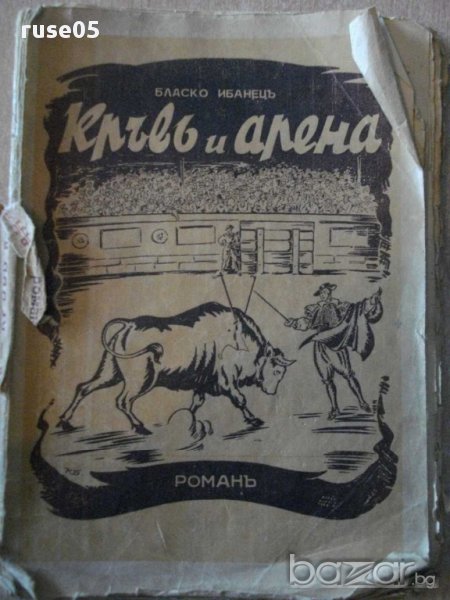 ruse05
БЛАСКО ИБАНЕЦЪ
Кръвь и арена
РОМАНЪ
bazar.bg